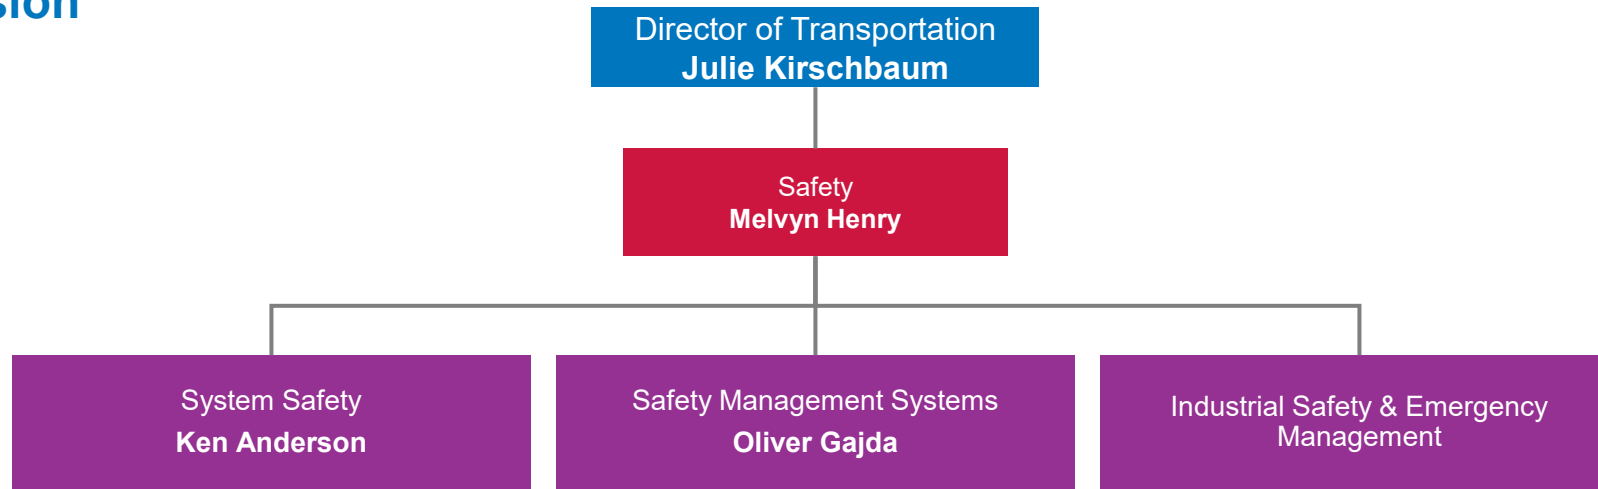 sion
Director of Transportation
Julie Kirschbaum
Safety
Melvyn Henry
System Safety
Ken Anderson
Safety Management Systems
Oliver Gajda
Industrial Safety & Emergency
Management